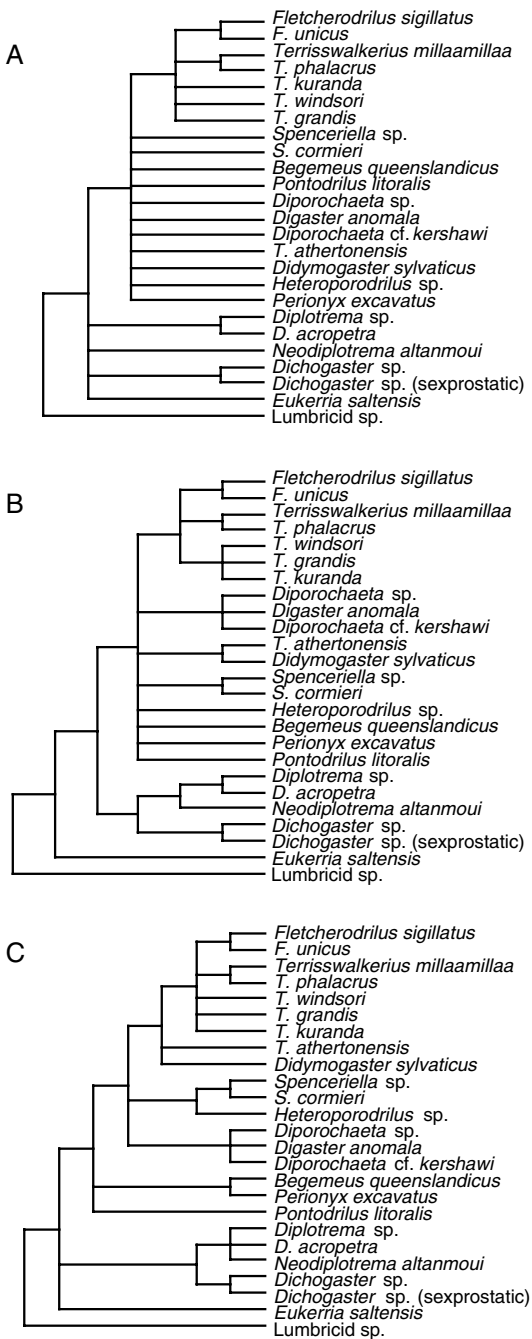 A
Fletcherodrilus sigillatus
F. unicus
Terrisswalkerius millaamillaa
T. phalacrus
T. kuranda
T. windsori
T. grandis
Spenceriella sp.
S. cormieri
Begemeus queenslandicus
Pontodrilus litoralis
Diporochaeta sp.
Digaster anomala
Diporochaeta cf. kershawi
T. athertonensis
Didymogaster sylvaticus
Heteroporodrilus sp.
Perionyx excavatus
Diplotrema sp.
D. acropetra
Neodiplotrema altanmoui
Dichogaster sp.
Dichogaster sp. (sexprostatic)
Eukerria saltensis
Lumbricid sp.
B
Fletcherodrilus sigillatus
F. unicus
Terrisswalkerius millaamillaa
T. phalacrus
T. windsori
T. grandis
T. kuranda
Diporochaeta sp.
Digaster anomala
Diporochaeta cf. kershawi
T. athertonensis
Didymogaster sylvaticus
Spenceriella sp.
S. cormieri
Heteroporodrilus sp.
Begemeus queenslandicus
Perionyx excavatus
Pontodrilus litoralis
Diplotrema sp.
D. acropetra
Neodiplotrema altanmoui
Dichogaster sp.
Dichogaster sp. (sexprostatic)
Eukerria saltensis
Lumbricid sp.
C
Fletcherodrilus sigillatus
F. unicus
Terrisswalkerius millaamillaa
T. phalacrus
T. windsori
T. grandis
T. kuranda
T. athertonensis
Didymogaster sylvaticus
Spenceriella sp.
S. cormieri
Heteroporodrilus sp.
Diporochaeta sp.
Digaster anomala
Diporochaeta cf. kershawi
Begemeus queenslandicus
Perionyx excavatus
Pontodrilus litoralis
Diplotrema sp.
D. acropetra
Neodiplotrema altanmoui
Dichogaster sp.
Dichogaster sp. (sexprostatic)
Eukerria saltensis
Lumbricid sp.